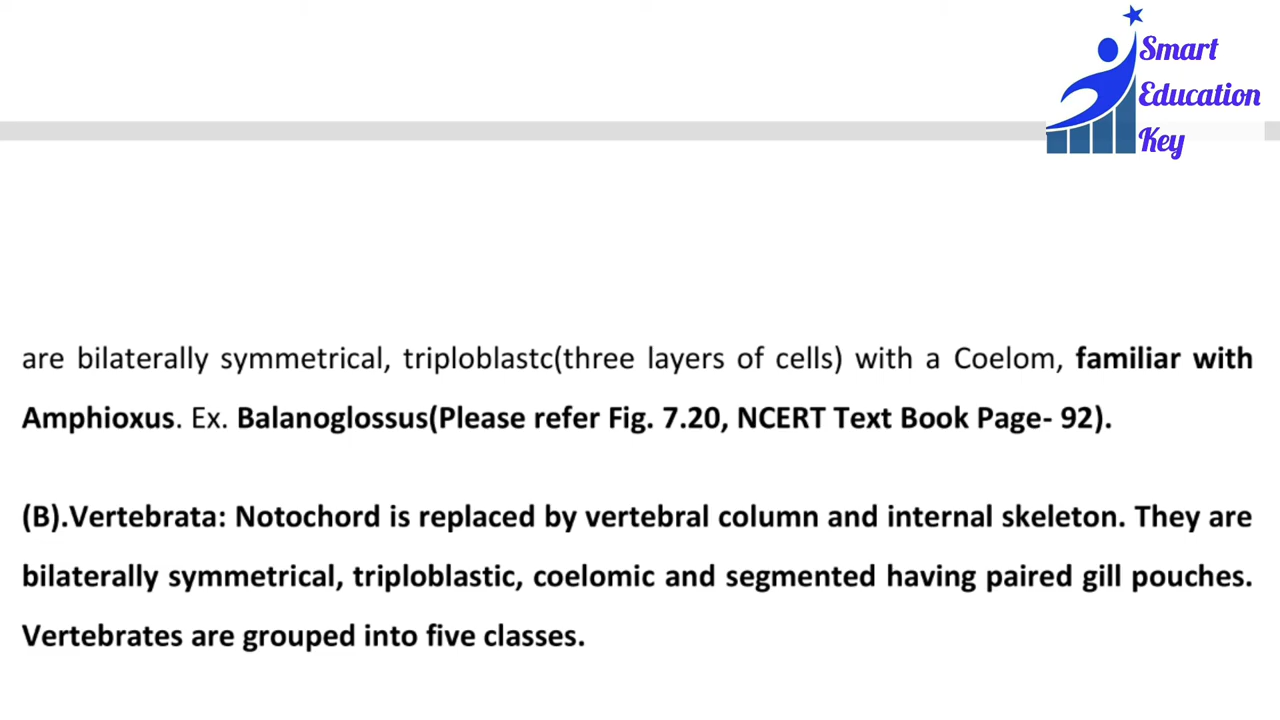 Smart
Education
Key
are bilaterally symmetrical, triploblastc(three layers of cells) with a Coelom, familiar with
Amphioxus. Ex. Balanoglossus(Please refer Fig. 7.20, NCERT Text Book Page- 92).
(B).Vertebrata: Notochord is replaced by vertebral column and internal skeleton. They are
bilaterally symmetrical, triploblastic, coelomic and segmented having paired gill pouches.
Vertebrates are grouped into five classes.